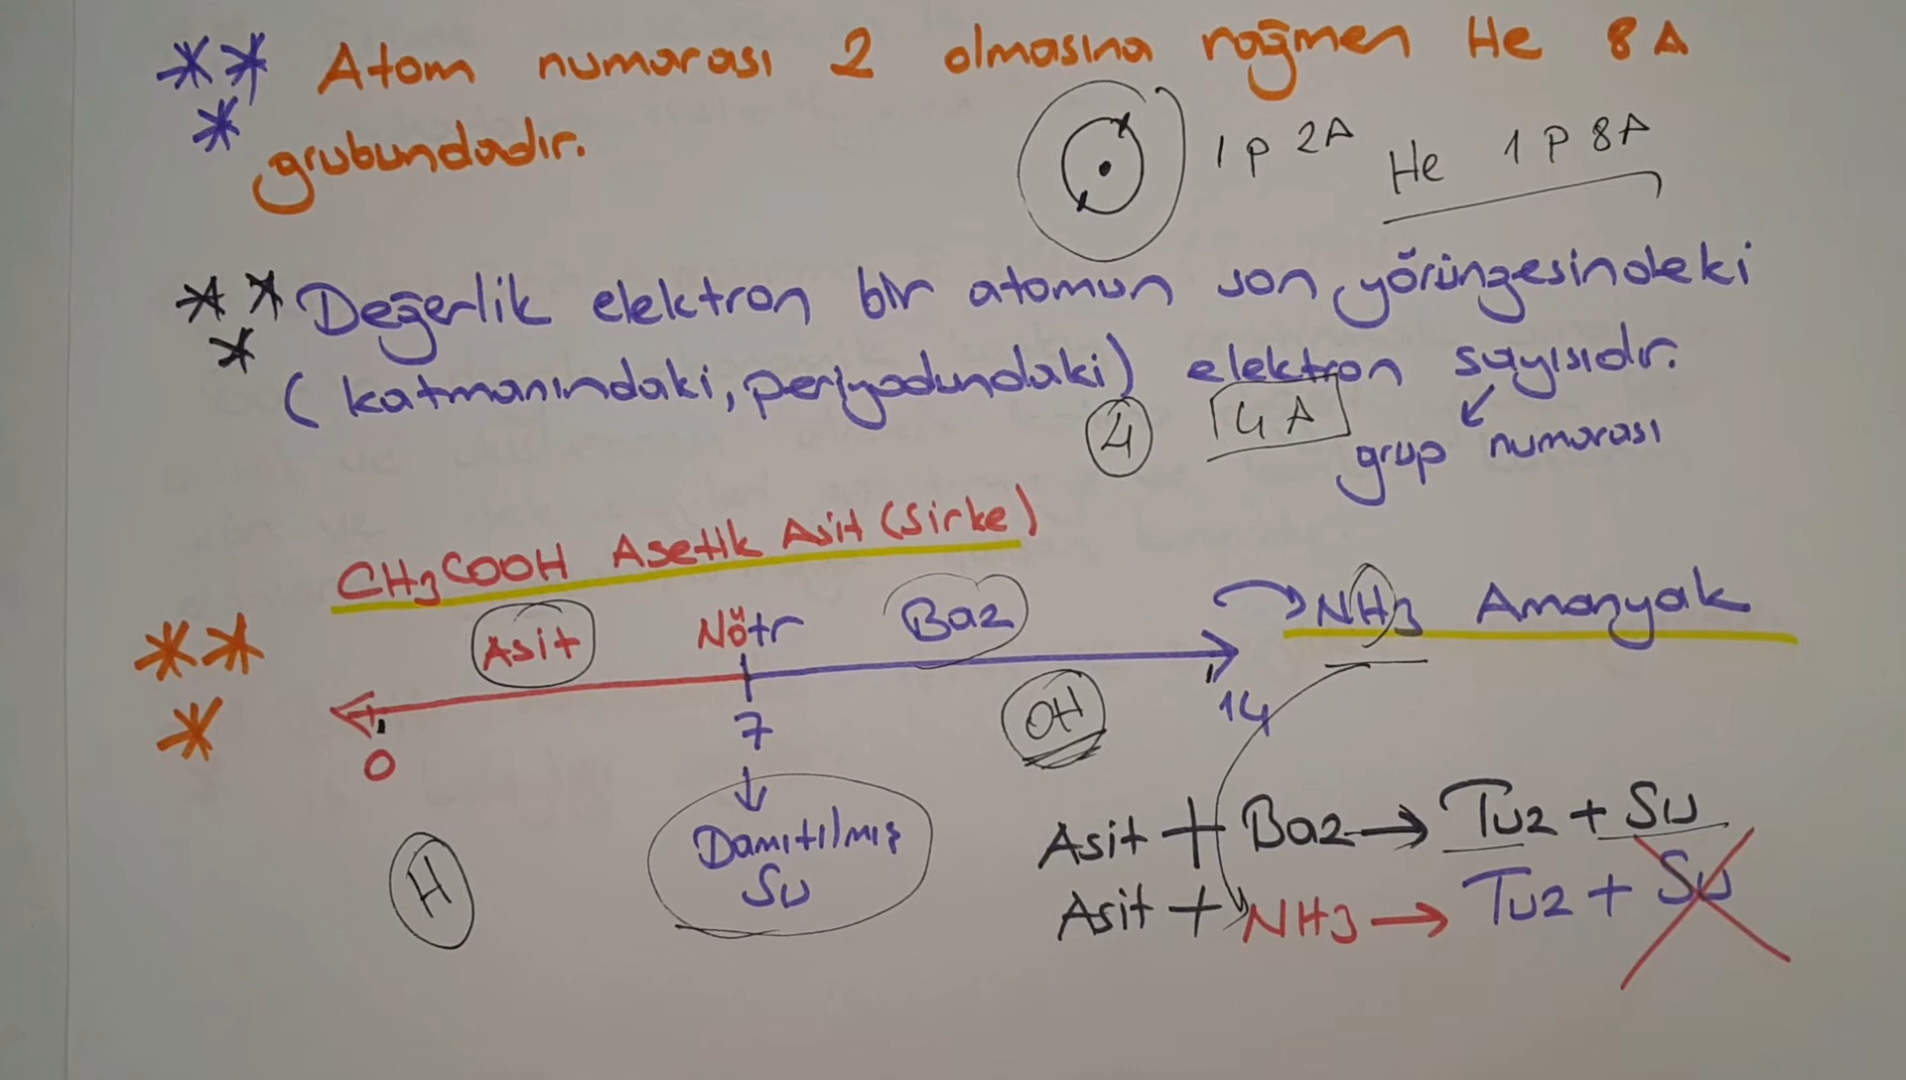 Atom numarası 2 olmasına rağmen He 8A
grubundadır.
1 P 2A
He 1 P 8A
Değerlik elektron bir atomun son yörüngesindeki
(katmanındaki, periyodundaki) elektron sayısıdır.
4 4A
grup numarası
CH3COOH Asetik Asit (Sirke)
Asit Nötr Baz NH3 Amonyak
0 7 OH 14
H Damıtılmış
Su
Asit + Baz → Tuz + Su
Asit + NH3 → Tuz + Su